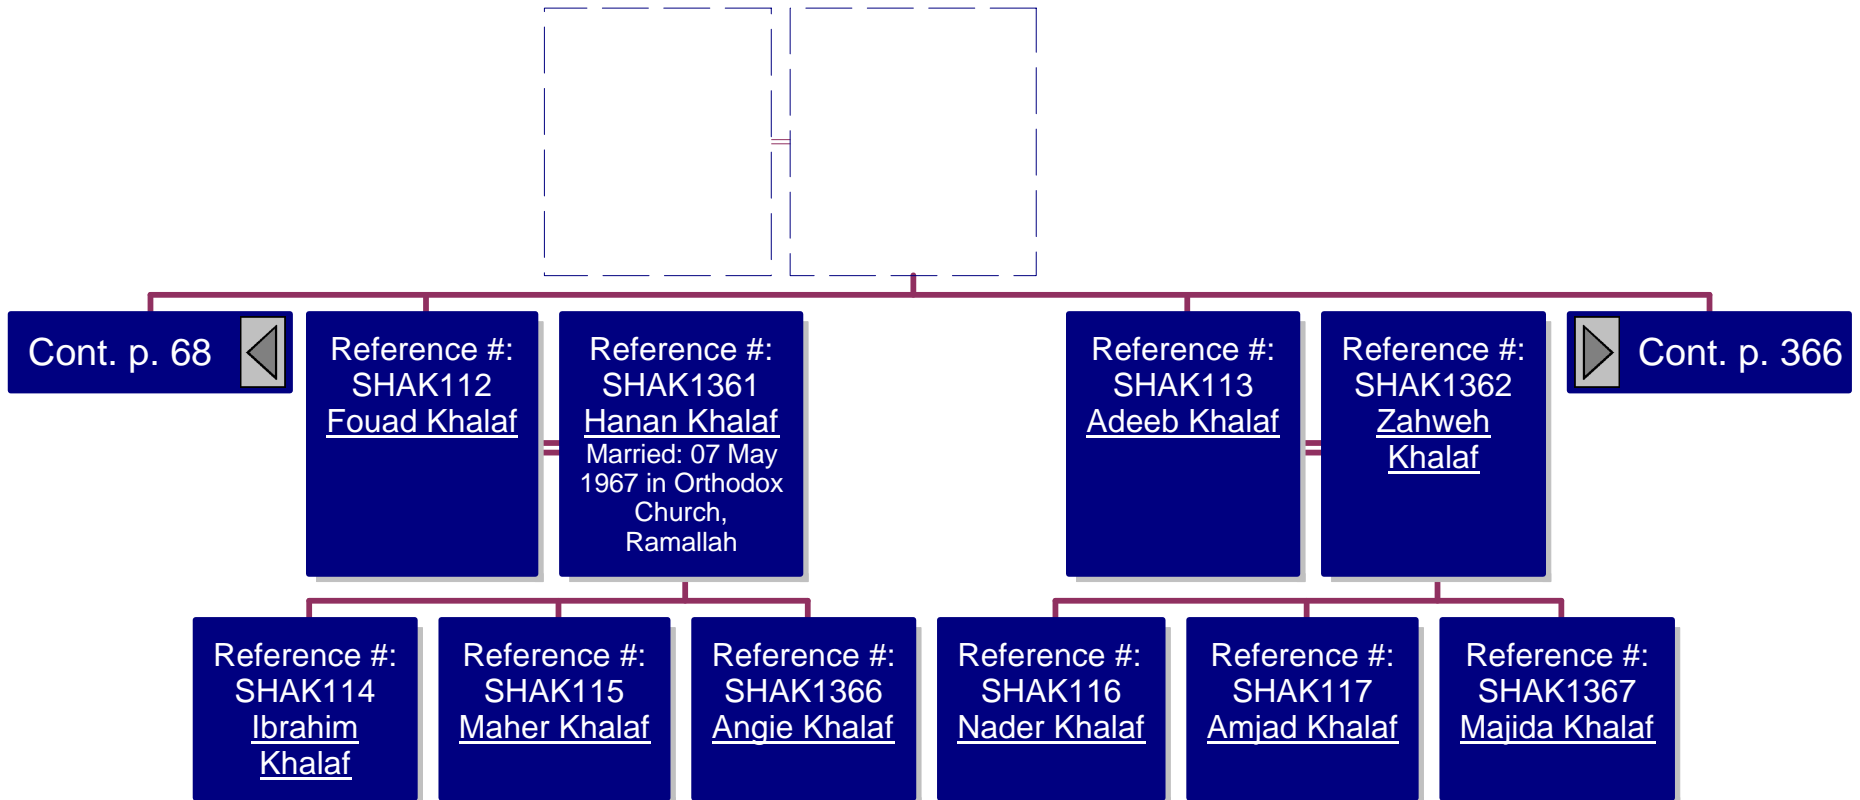 Cont. p. 68
Reference #:
SHAK112
Fouad Khalaf
Reference #:
SHAK1361
Hanan Khalaf
Married: 07 May
1967 in Orthodox
Church,
Ramallah
Reference #:
SHAK113
Adeeb Khalaf
Reference #:
SHAK1362
Zahweh
Khalaf
Cont. p. 366
Reference #:
SHAK114
Ibrahim
Khalaf
Reference #:
SHAK115
Maher Khalaf
Reference #:
SHAK1366
Angie Khalaf
Reference #:
SHAK116
Nader Khalaf
Reference #:
SHAK117
Amjad Khalaf
Reference #:
SHAK1367
Majida Khalaf